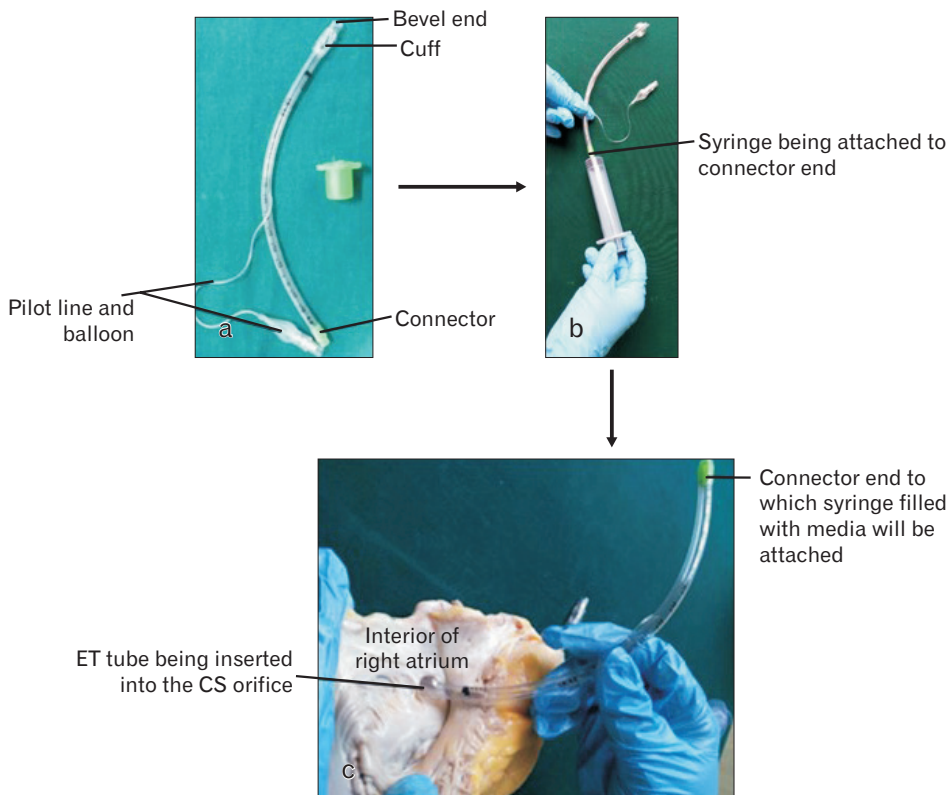 Bevel end
Cuff
Pilot line and
balloon
a
Connector
Syringe being attached to
connector end
b
Connector end to
which syringe filled
with media will be
attached
Interior of
right atrium
ET tube being inserted
into the CS orifice
c